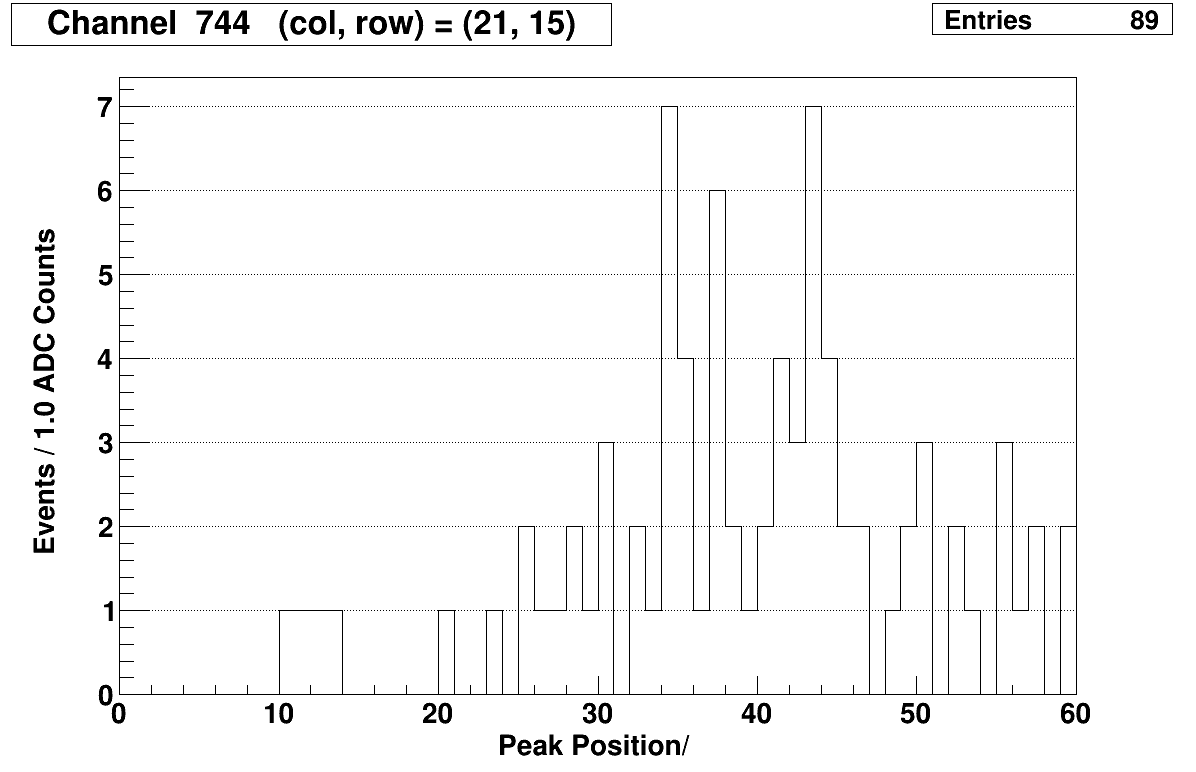 Channel 744 (col, row) = (21, 15)
Entries 89
Events / 1.0 ADC Counts
7
6
5
4
3
2
1
0
0 10 20 30 40 50 60
Peak Position/